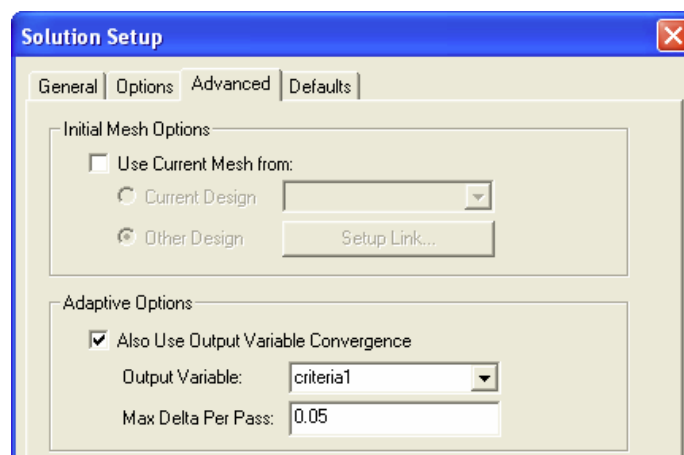 Solution Setup
General Options Advanced Defaults
Initial Mesh Options
Use Current Mesh from:
Current Design
Other Design Setup Link...
Adaptive Options
Also Use Output Variable Convergence
Output Variable: criteria1
Max Delta Per Pass: 0.05